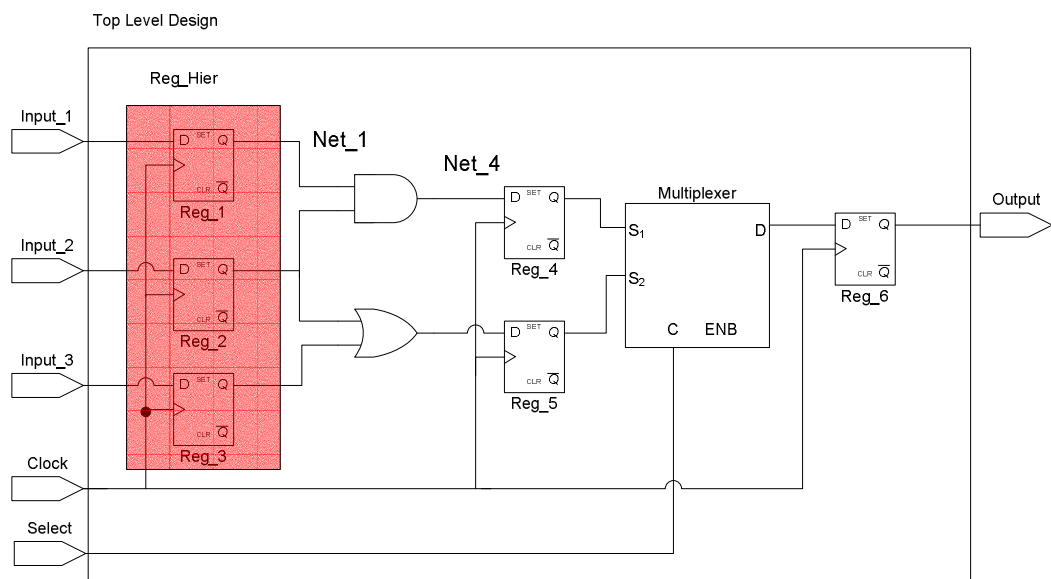 Top Level Design
Reg_Hier
Input_1
D SET Q
CLR Q
Reg_1
Net_1
Net_4
Input_2
D SET Q
CLR Q
Reg_2
D SET Q
CLR Q
Reg_4
Multiplexer
S1
S2
D
C ENB
D SET Q
CLR Q
Reg_6
Output
Input_3
D SET Q
CLR Q
Reg_3
D SET Q
CLR Q
Reg_5
Clock
Select